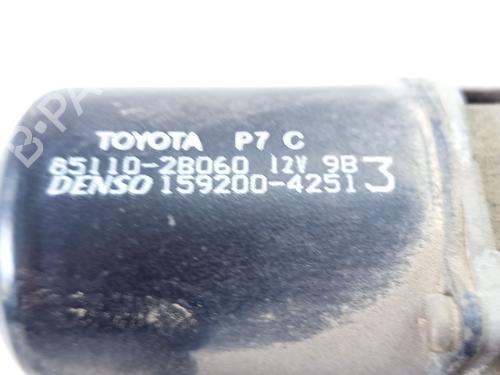 TOYOTA P7 C
85110-2B060 12V 9B
DENSO 159200-4251 3